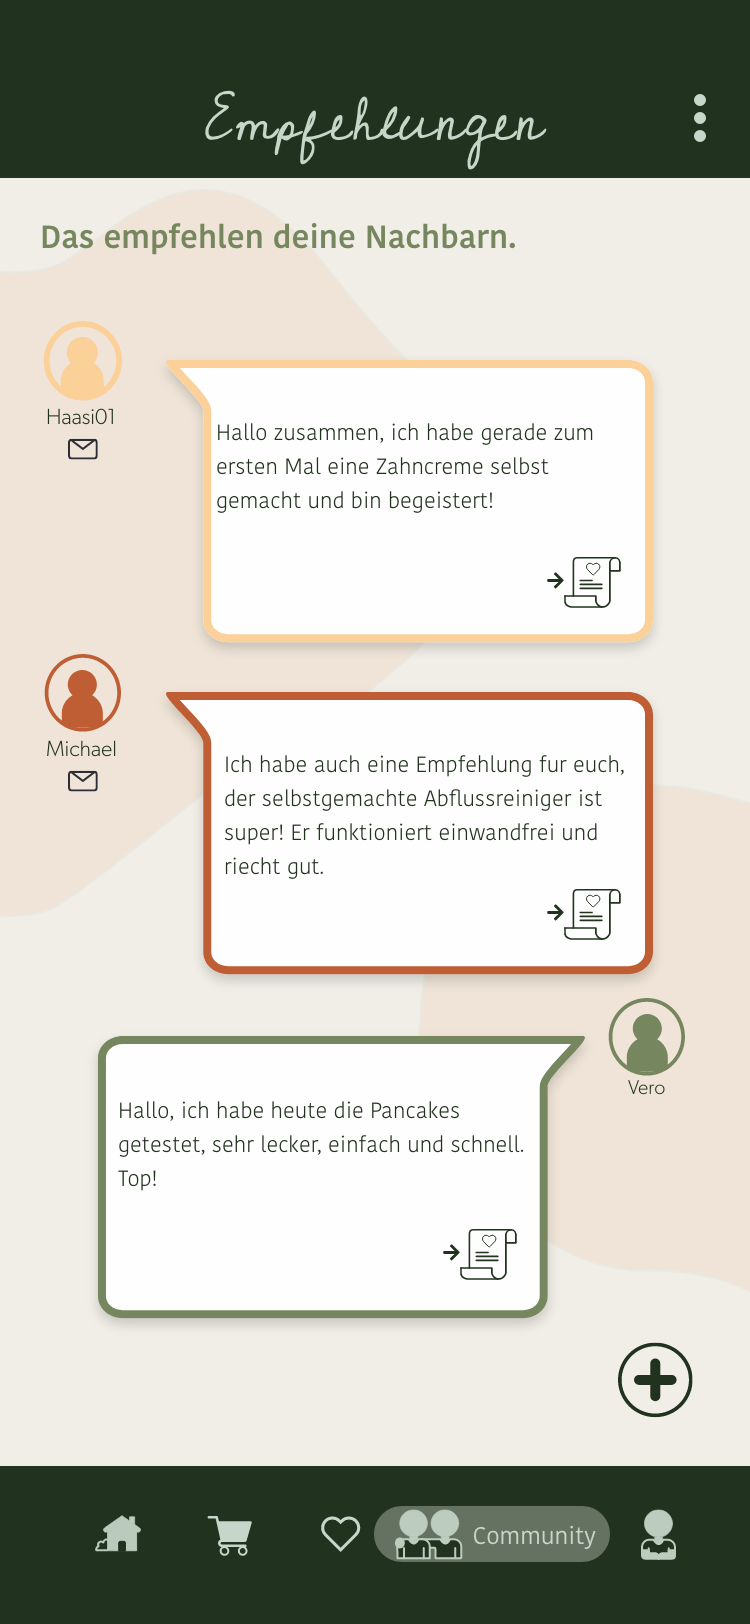 Empfehlungen
Das empfehlen deine Nachbarn.
Haasi01
Hallo zusammen, ich habe gerade zum
ersten Mal eine Zahncreme selbst
gemacht und bin begeistert!
Michael
Ich habe auch eine Empfehlung fur euch,
der selbstgemachte Abflussreiniger ist
super! Er funktioniert einwandfrei und
riecht gut.
Vero
Hallo, ich habe heute die Pancakes
getestet, sehr lecker, einfach und schnell.
Top!
Community